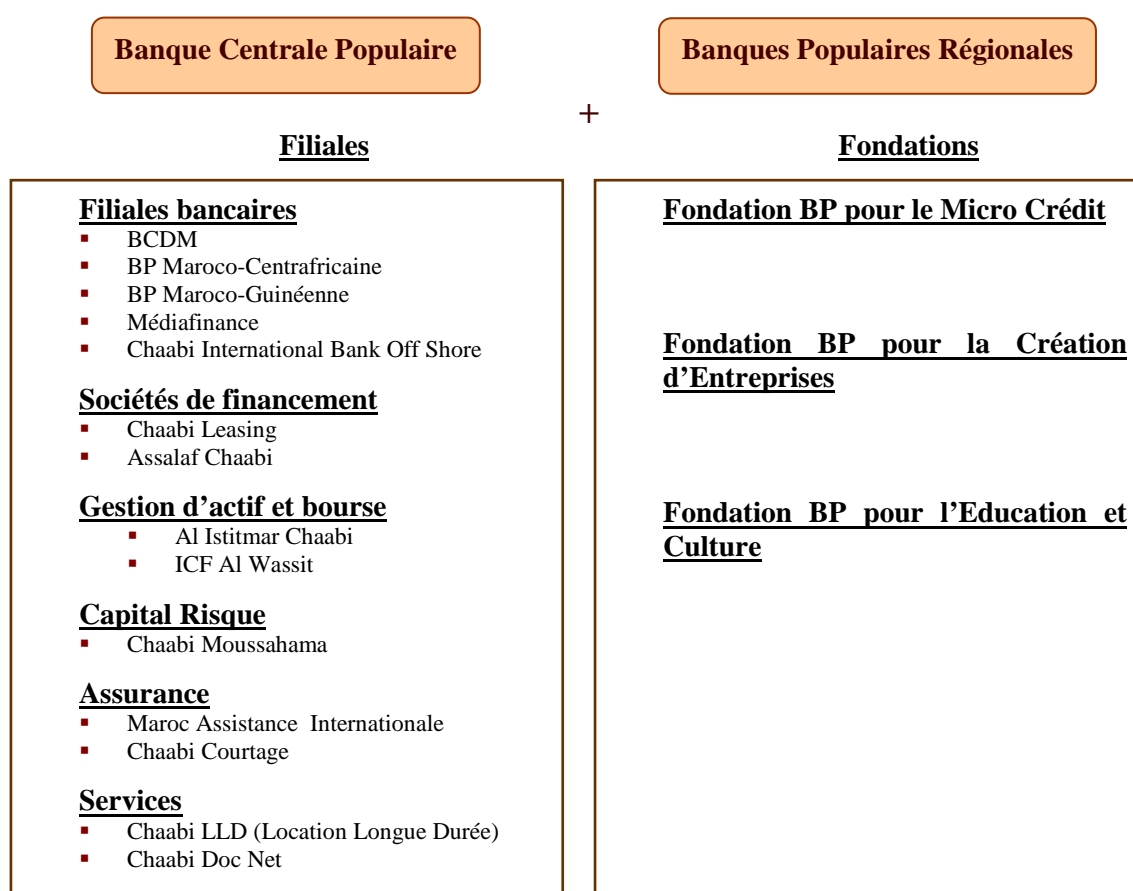 Banque Centrale Populaire
Banques Populaires Régionales
+
Filiales
Filiales bancaires
▪ BCDM
▪ BP Maroco-Centrafricaine
▪ BP Maroco-Guinéenne
▪ Médiafinance
▪ Chaabi International Bank Off Shore
Sociétés de financement
▪ Chaabi Leasing
▪ Assalaf Chaabi
Gestion d’actif et bourse
▪ Al Istitmar Chaabi
▪ ICF Al Wassit
Capital Risque
▪ Chaabi Moussahama
Assurance
▪ Maroc Assistance Internationale
▪ Chaabi Courtage
Services
▪ Chaabi LLD (Location Longue Durée)
▪ Chaabi Doc Net
Fondations
Fondation BP pour le Micro Crédit
Fondation BP pour la Création
d’Entreprises
Fondation BP pour l’Education et
Culture